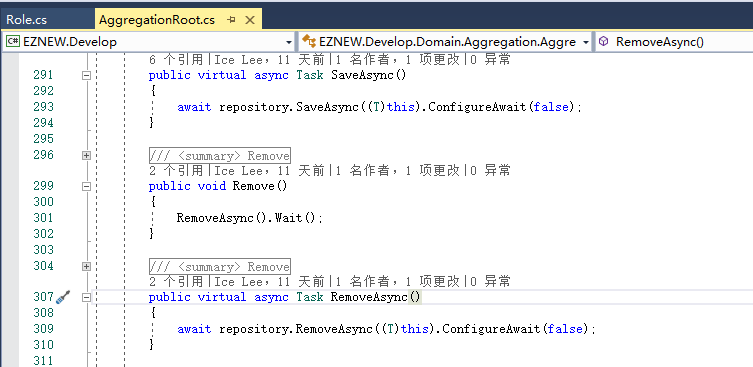 Role.cs AggregationRoot.cs
C# EZNEW.Develop EZNEW.Develop.Domain.Aggregation.Aggre RemoveAsync()
6 个引用|Ice Lee, 11 天前|1 名作者, 1 项更改|0 异常
291 public virtual async Task SaveAsync()
292 {
293 await repository.SaveAsync((T)this).ConfigureAwait(false);
294 }
295
296 /// <summary> Remove
2 个引用|Ice Lee, 11 天前|1 名作者, 1 项更改|0 异常
299 public void Remove()
300 {
301 RemoveAsync().Wait();
302 }
303
304 /// <summary> Remove
2 个引用|Ice Lee, 11 天前|1 名作者, 1 项更改|0 异常
307 public virtual async Task RemoveAsync()
308 {
309 await repository.RemoveAsync((T)this).ConfigureAwait(false);
310 }
311